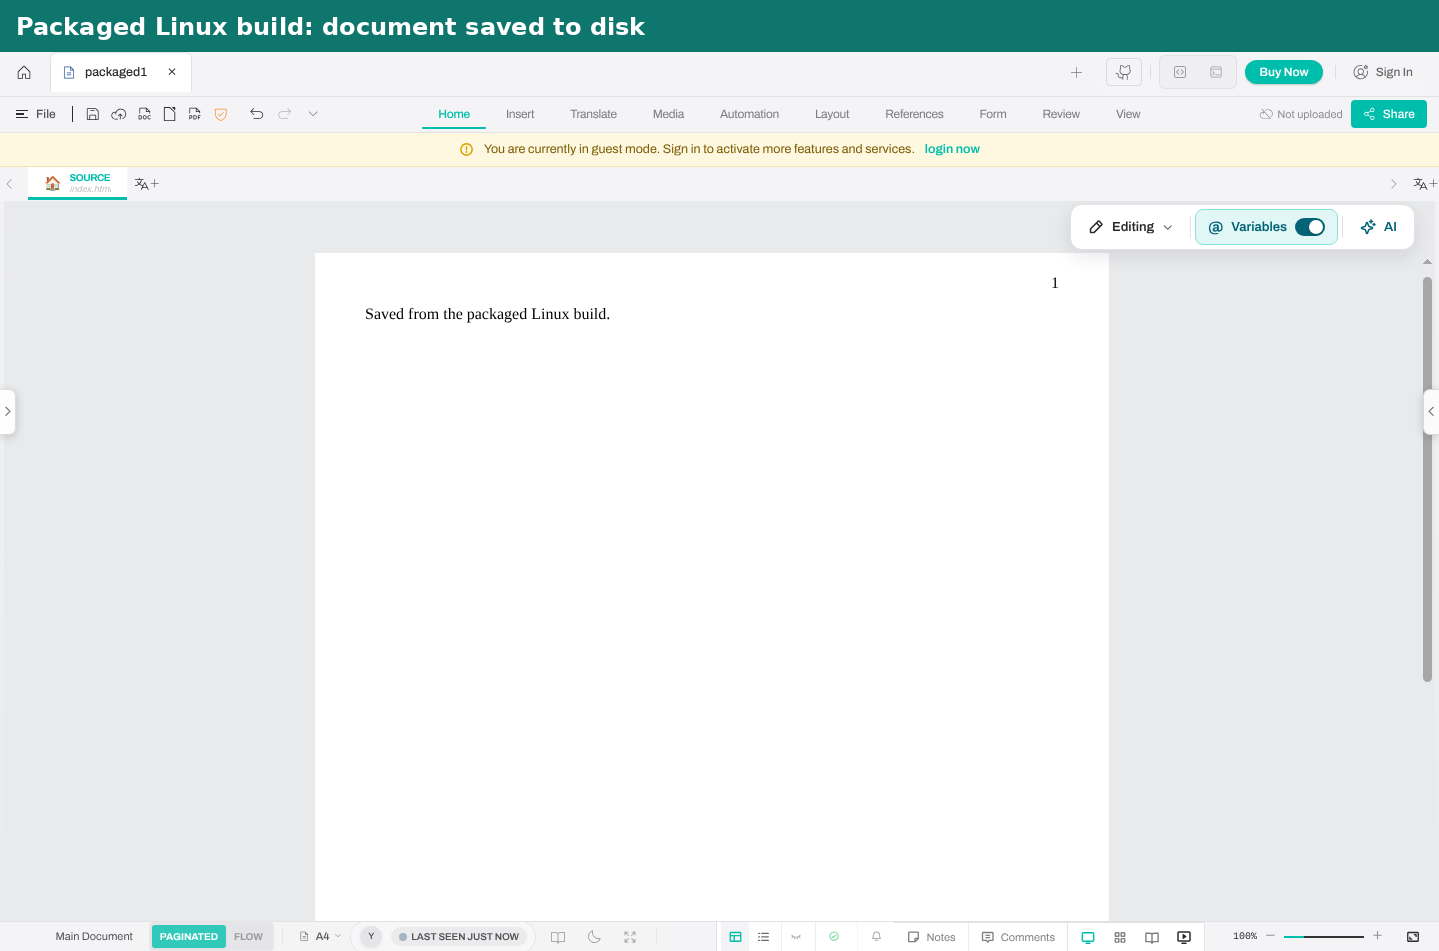 Packaged Linux build: document saved to disk
packaged1
Buy Now
Sign In
File
DOC
PDF
Home
Insert
Translate
Media
Automation
Layout
References
Form
Review
View
Not uploaded
Share
You are currently in guest mode. Sign in to activate more features and services. login now
SOURCE
index.html
Editing
@ Variables
AI
1
Saved from the packaged Linux build.
Main Document
PAGINATED
FLOW
A4
Y
LAST SEEN JUST NOW
Notes
Comments
100%